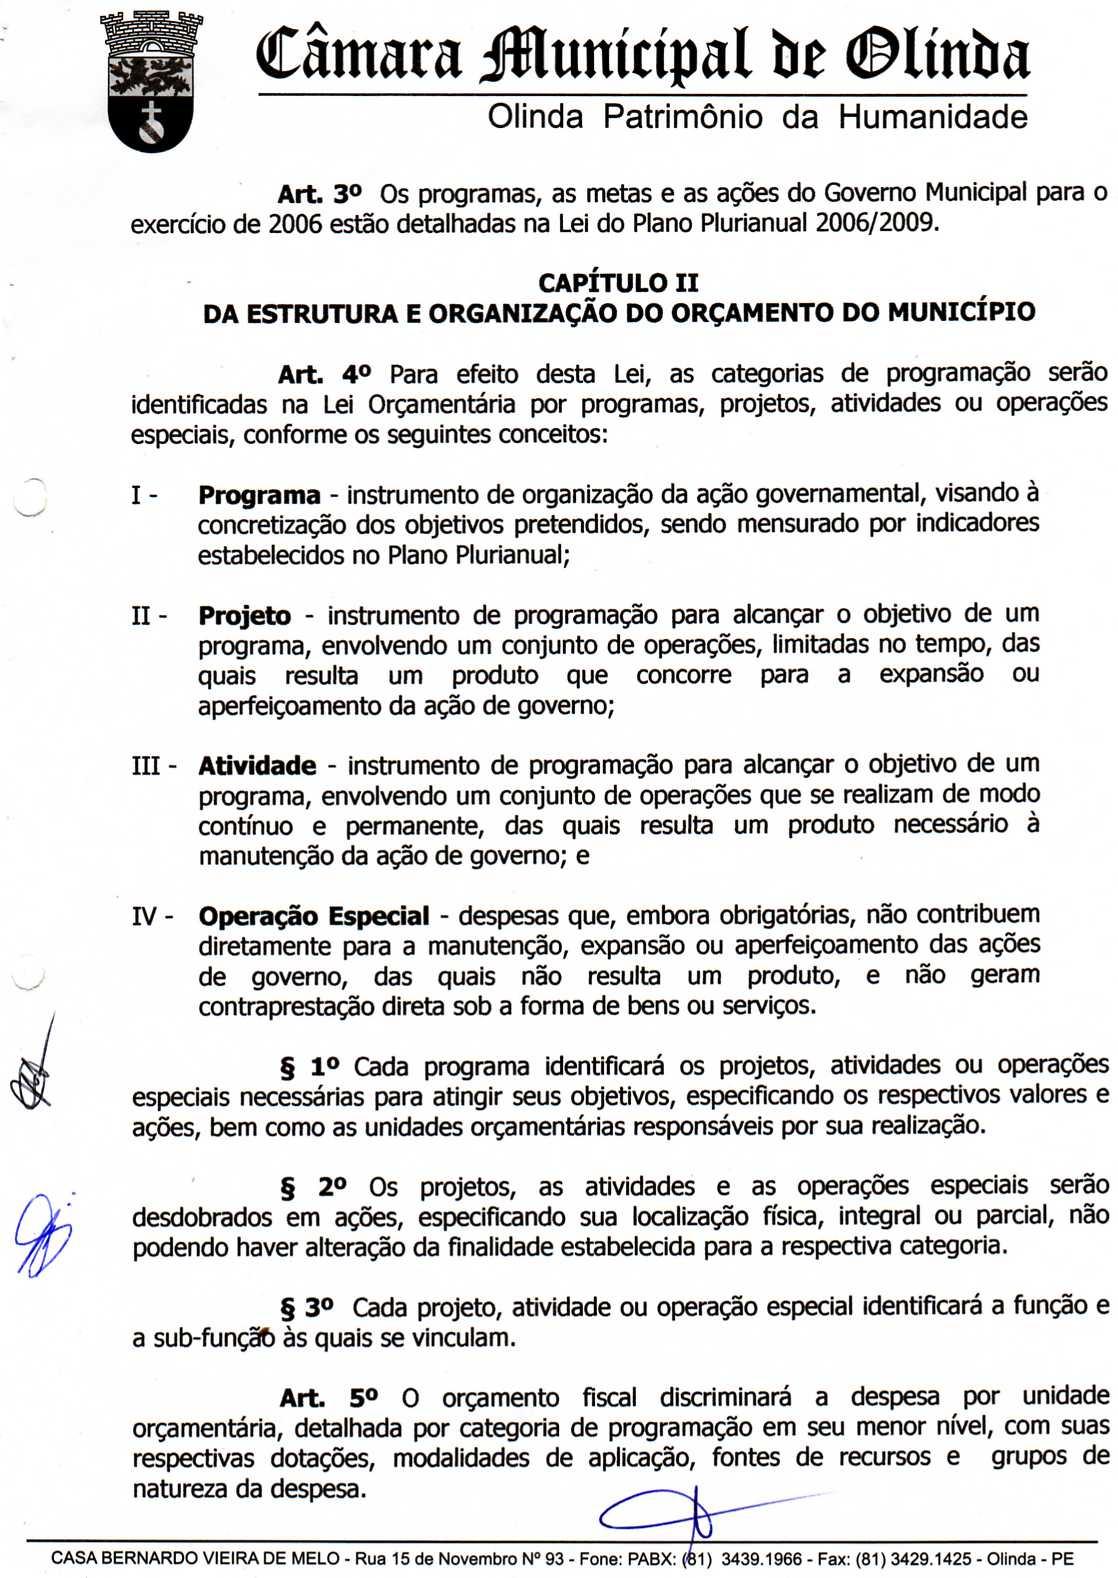 Câmara Municipal de Olinda
Olinda Patrimônio da Humanidade
Art. 3º Os programas, as metas e as ações do Governo Municipal para o
exercício de 2006 estão detalhadas na Lei do Plano Plurianual 2006/2009.
CAPÍTULO II
DA ESTRUTURA E ORGANIZAÇÃO DO ORÇAMENTO DO MUNICÍPIO
Art. 4º Para efeito desta Lei, as categorias de programação serão
identificadas na Lei Orçamentária por programas, projetos, atividades ou operações
especiais, conforme os seguintes conceitos:
I - Programa - instrumento de organização da ação governamental, visando à
concretização dos objetivos pretendidos, sendo mensurado por indicadores
estabelecidos no Plano Plurianual;
II - Projeto - instrumento de programação para alcançar o objetivo de um
programa, envolvendo um conjunto de operações, limitadas no tempo, das
quais resulta um produto que concorre para a expansão ou
aperfeiçoamento da ação de governo;
III - Atividade - instrumento de programação para alcançar o objetivo de um
programa, envolvendo um conjunto de operações que se realizam de modo
contínuo e permanente, das quais resulta um produto necessário à
manutenção da ação de governo; e
IV - Operação Especial - despesas que, embora obrigatórias, não contribuem
diretamente para a manutenção, expansão ou aperfeiçoamento das ações
de governo, das quais não resulta um produto, e não geram
contraprestação direta sob a forma de bens ou serviços.
§ 1º Cada programa identificará os projetos, atividades ou operações
especiais necessárias para atingir seus objetivos, especificando os respectivos valores e
ações, bem como as unidades orçamentárias responsáveis por sua realização.
§ 2º Os projetos, as atividades e as operações especiais serão
desdobrados em ações, especificando sua localização física, integral ou parcial, não
podendo haver alteração da finalidade estabelecida para a respectiva categoria.
§ 3º Cada projeto, atividade ou operação especial identificará a função e
a sub-função às quais se vinculam.
Art. 5º O orçamento fiscal discriminará a despesa por unidade
orçamentária, detalhada por categoria de programação em seu menor nível, com suas
respectivas dotações, modalidades de aplicação, fontes de recursos e grupos de
natureza da despesa.
CASA BERNARDO VIEIRA DE MELO - Rua 15 de Novembro Nº 93 - Fone: PABX: (81) 3439.1966 - Fax: (81) 3429.1425 - Olinda - PE